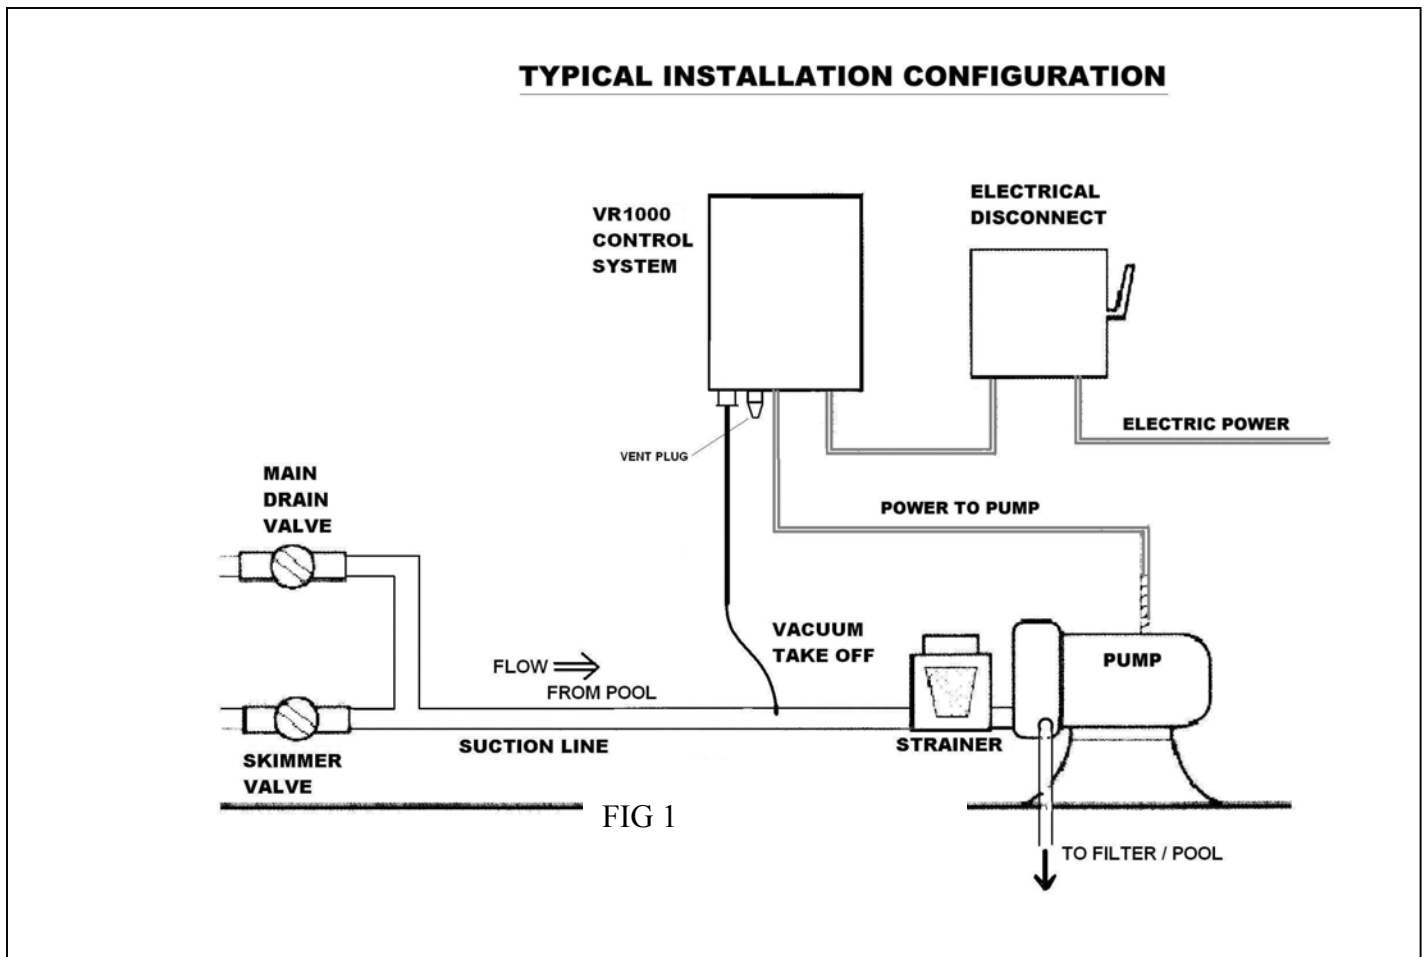 TYPICAL INSTALLATION CONFIGURATION
VR1000
CONTROL
SYSTEM
ELECTRICAL
DISCONNECT
ELECTRIC POWER
VENT PLUG
MAIN
DRAIN
VALVE
POWER TO PUMP
VACUUM
TAKE OFF
PUMP
FLOW
FROM POOL
SUCTION LINE
STRAINER
SKIMMER
VALVE
FIG 1
TO FILTER / POOL